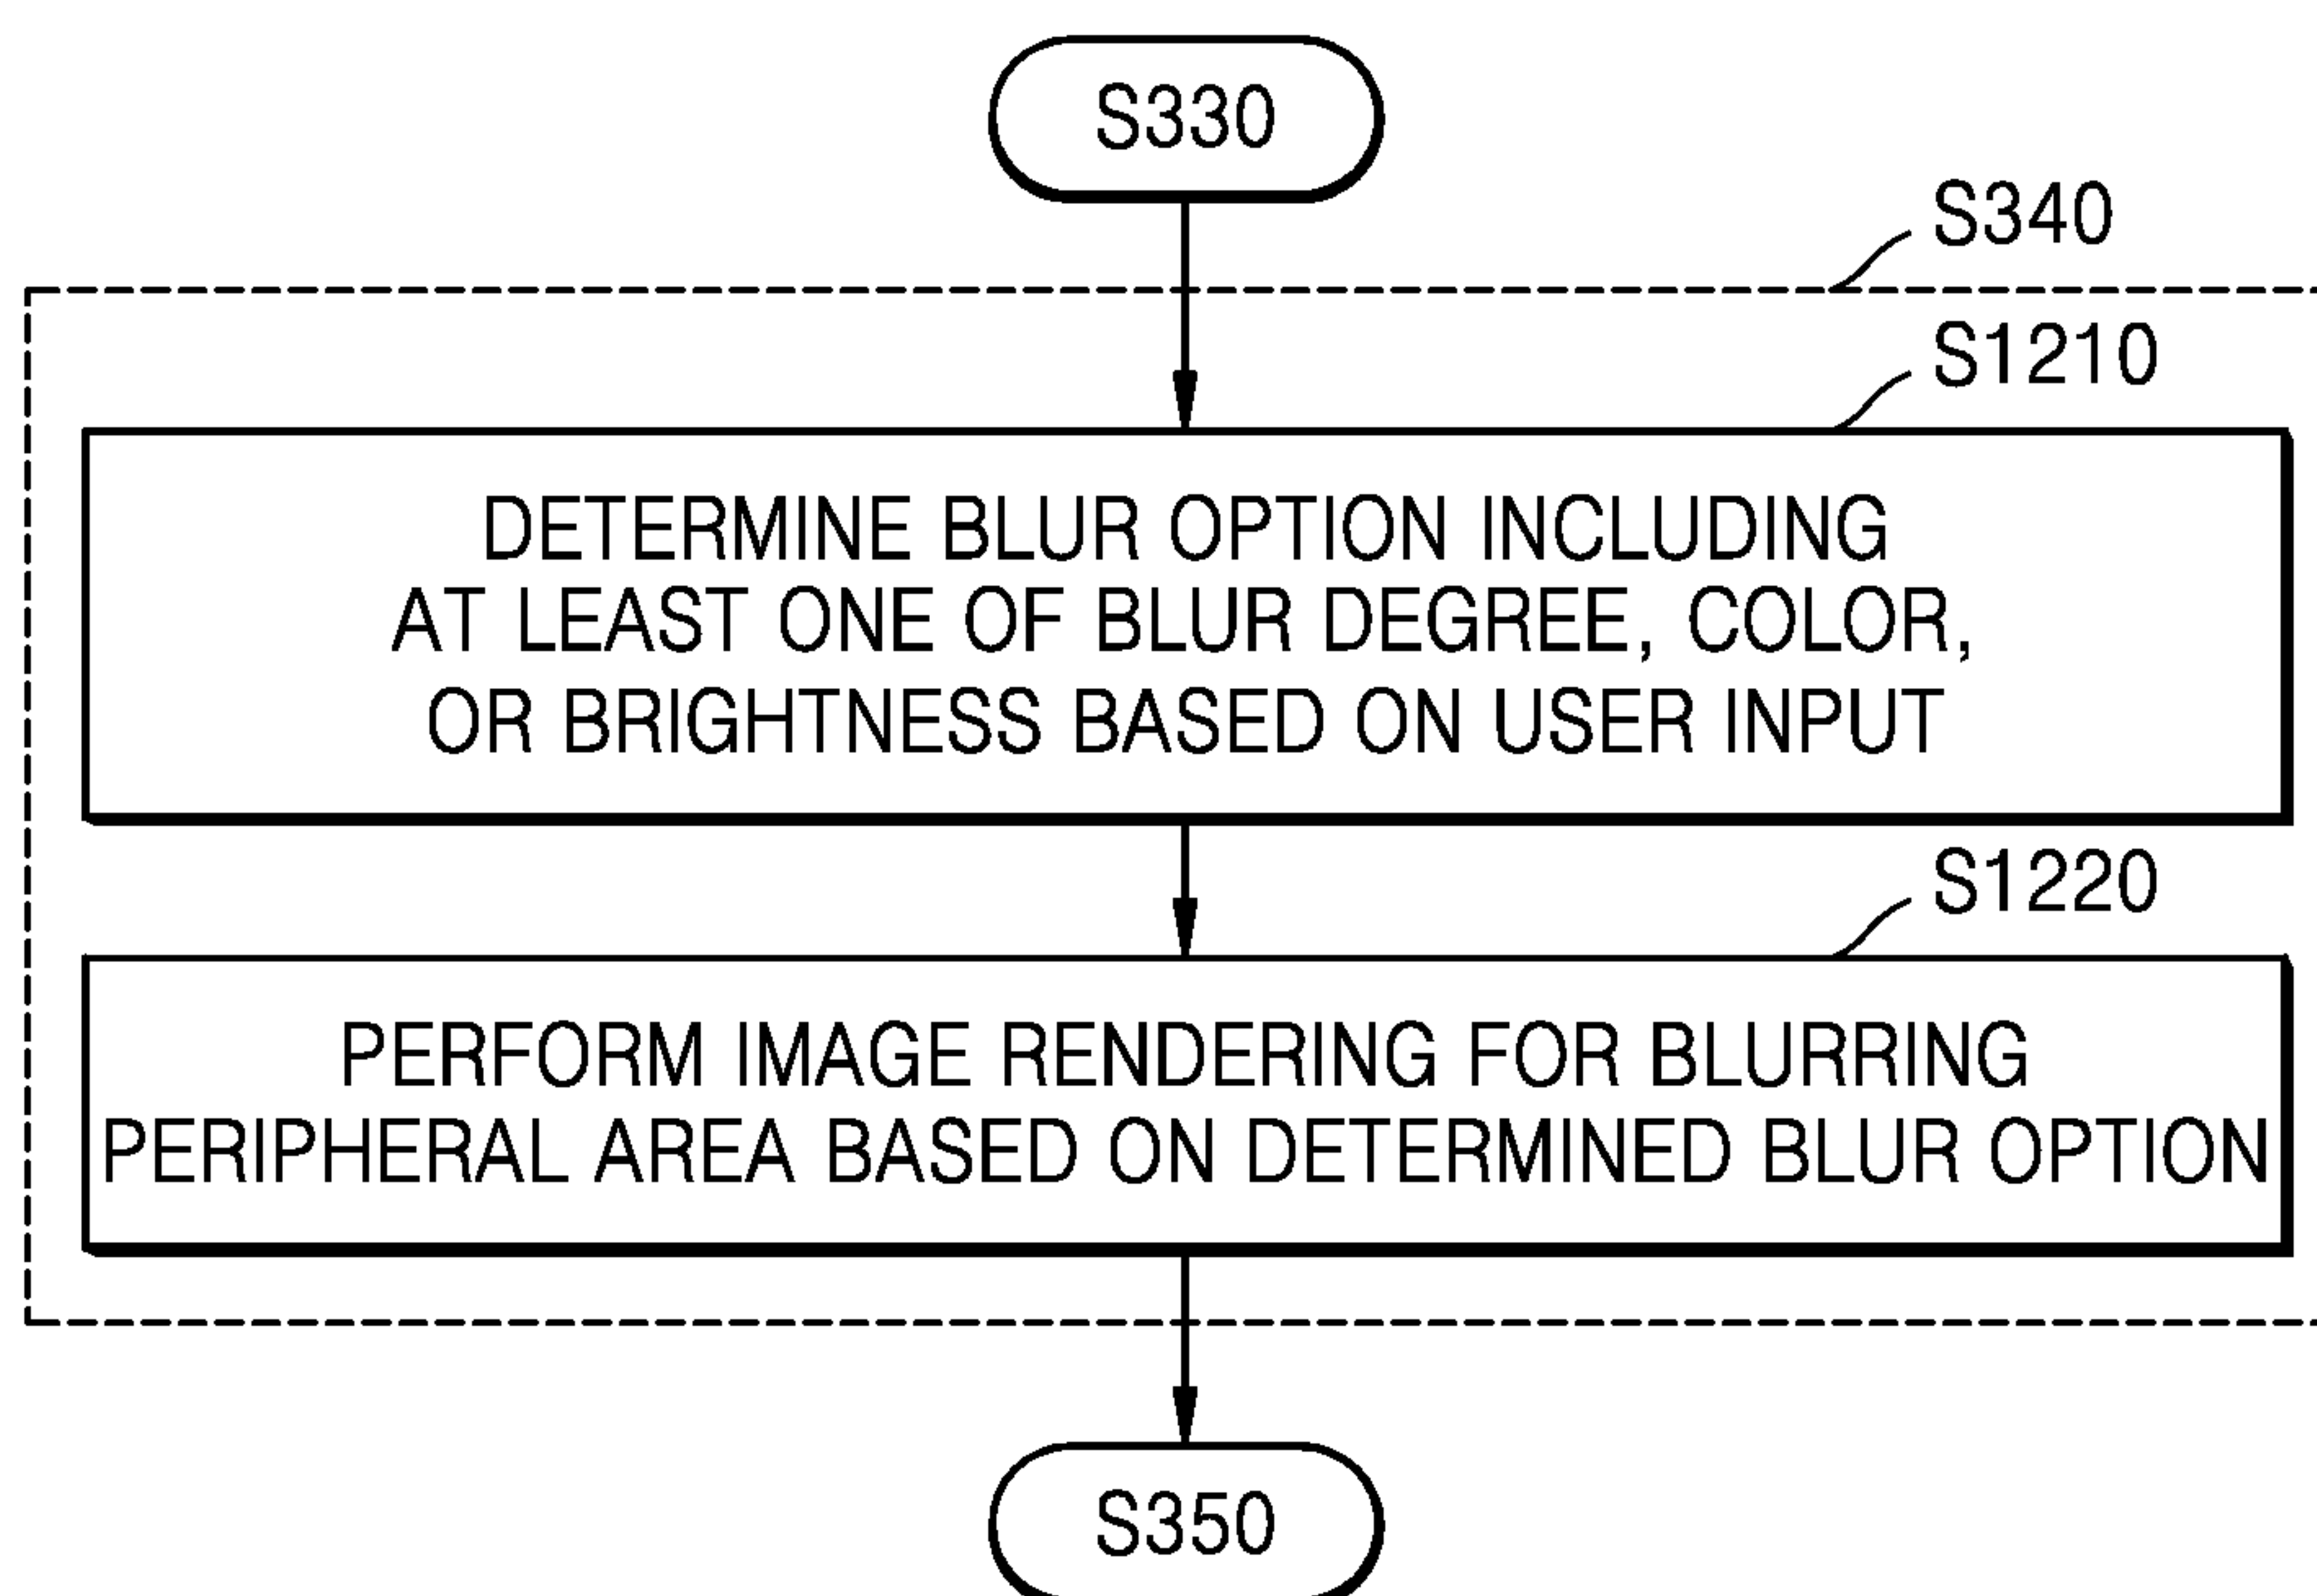 S330
S340
S1210
DETERMINE BLUR OPTION INCLUDING
AT LEAST ONE OF BLUR DEGREE, COLOR,
OR BRIGHTNESS BASED ON USER INPUT
S1220
PERFORM IMAGE RENDERING FOR BLURRING
PERIPHERAL AREA BASED ON DETERMINED BLUR OPTION
S350